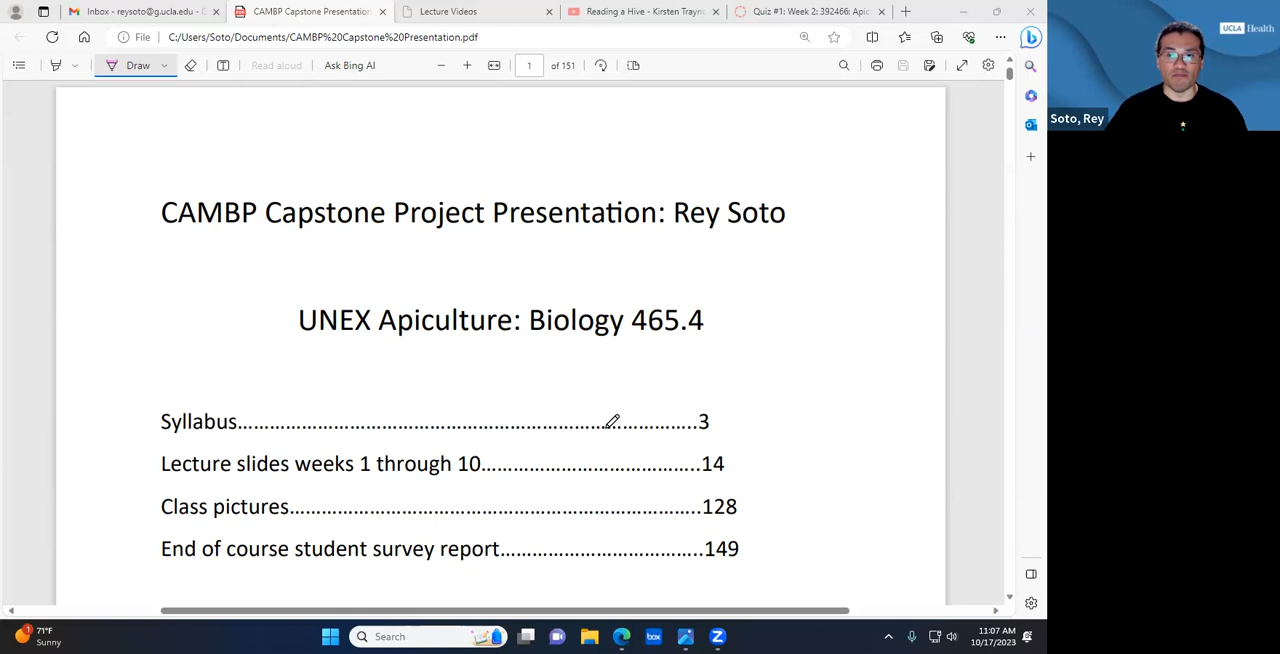 Inbox - reysoto@g.ucla.edu - C
CAMBP Capstone Presentation
Lecture Videos
Reading a Hive - Kirsten Trayn
Quiz #1: Week 2: 392466: Apic
File
C:/Users/Soto/Documents/CAMBP%20Capstone%20Presentation.pdf
Draw
Read aloud
Ask Bing AI
1
of 151
UCLA Health
Soto, Rey
CAMBP Capstone Project Presentation: Rey Soto
UNEX Apiculture: Biology 465.4
Syllabus……………………………………………………………………………..3
Lecture slides weeks 1 through 10…………………………………..14
Class pictures…………………………………………………………………..128
End of course student survey report………………………………..149
1
71°F
Sunny
Search
box
11:07 AM
10/17/2023